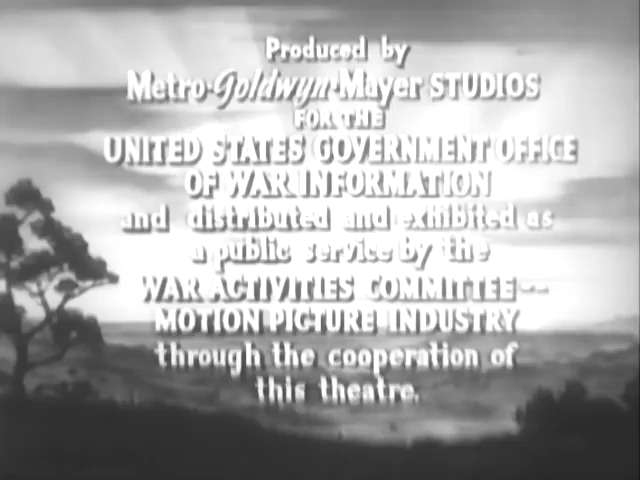 Produced by
Metro-Goldwyn-Mayer STUDIOS
FOR THE
UNITED STATES GOVERNMENT OFFICE
OF WAR INFORMATION
and distributed and exhibited as
a public service by the
WAR ACTIVITIES COMMITTEE--
MOTION PICTURE INDUSTRY
through the cooperation of
this theatre.